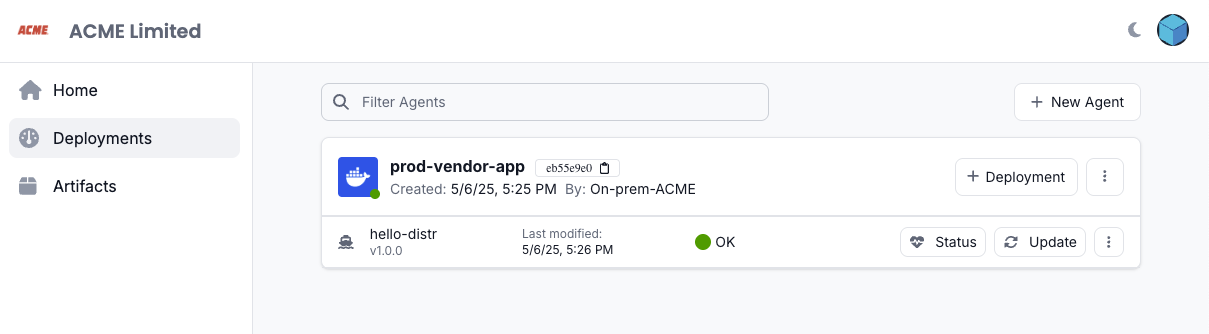 ACME ACME Limited
Home
Deployments
Artifacts
Filter Agents
New Agent
prod-vendor-app eb55e9e0
Created: 5/6/25, 5:25 PM By: On-prem-ACME
Deployment
hello-distr
v1.0.0
Last modified:
5/6/25, 5:26 PM
OK
Status
Update